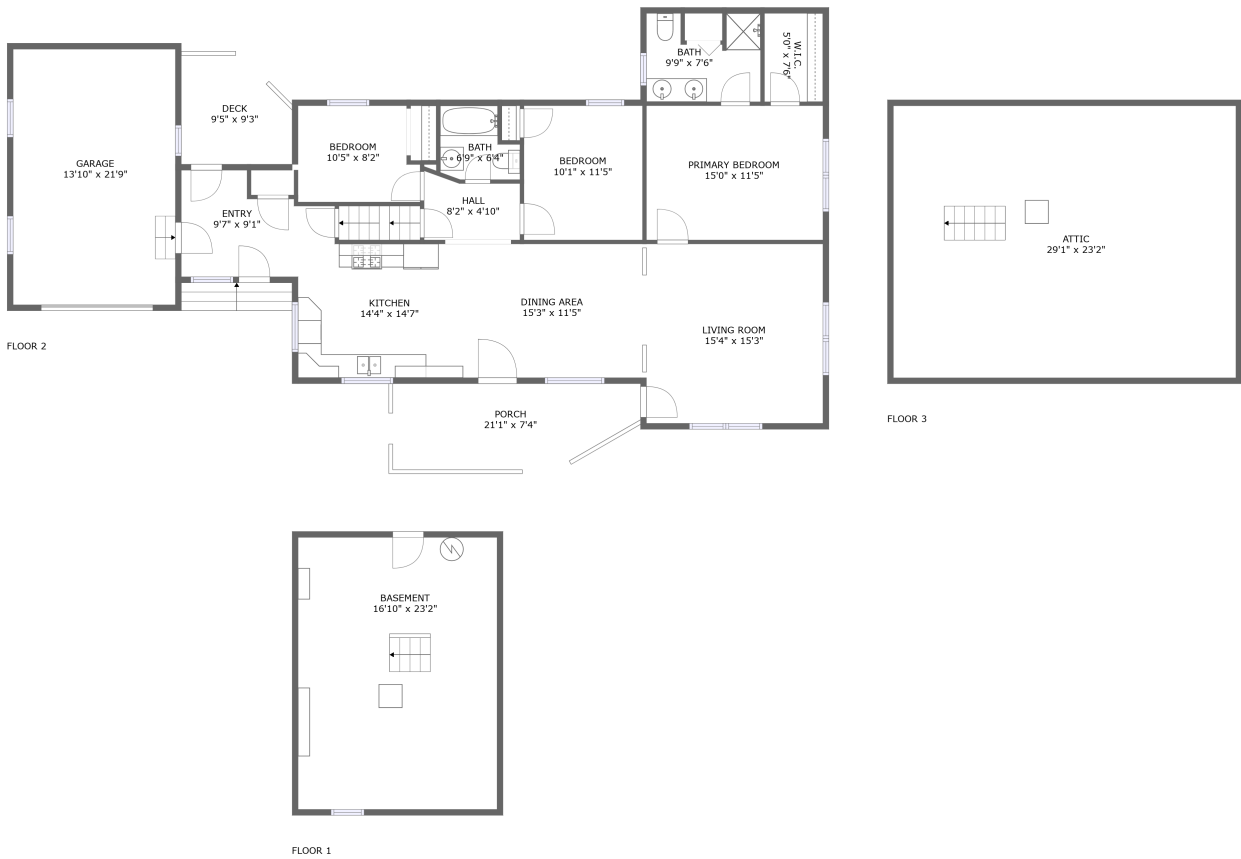 BATH
9'9" x 7'6"
W.I.C.
5'0" x 7'6"
DECK
9'5" x 9'3"
GARAGE
13'10" x 21'9"
BEDROOM
10'5" x 8'2"
BATH
6'9" x 6'4"
BEDROOM
10'1" x 11'5"
PRIMARY BEDROOM
15'0" x 11'5"
ENTRY
9'7" x 9'1"
HALL
8'2" x 4'10"
KITCHEN
14'4" x 14'7"
DINING AREA
15'3" x 11'5"
LIVING ROOM
15'4" x 15'3"
PORCH
21'1" x 7'4"
FLOOR 2
ATTIC
29'1" x 23'2"
FLOOR 3
BASEMENT
16'10" x 23'2"
FLOOR 1